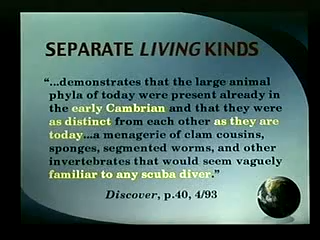 SEPARATE LIVING KINDS
“...demonstrates that the large animal
phyla of today were present already in
the early Cambrian and that they were
as distinct from each other as they are
today...a menagerie of clam cousins,
sponges, segmented worms, and other
invertebrates that would seem vaguely
familiar to any scuba diver.”
Discover, p.40, 4/93